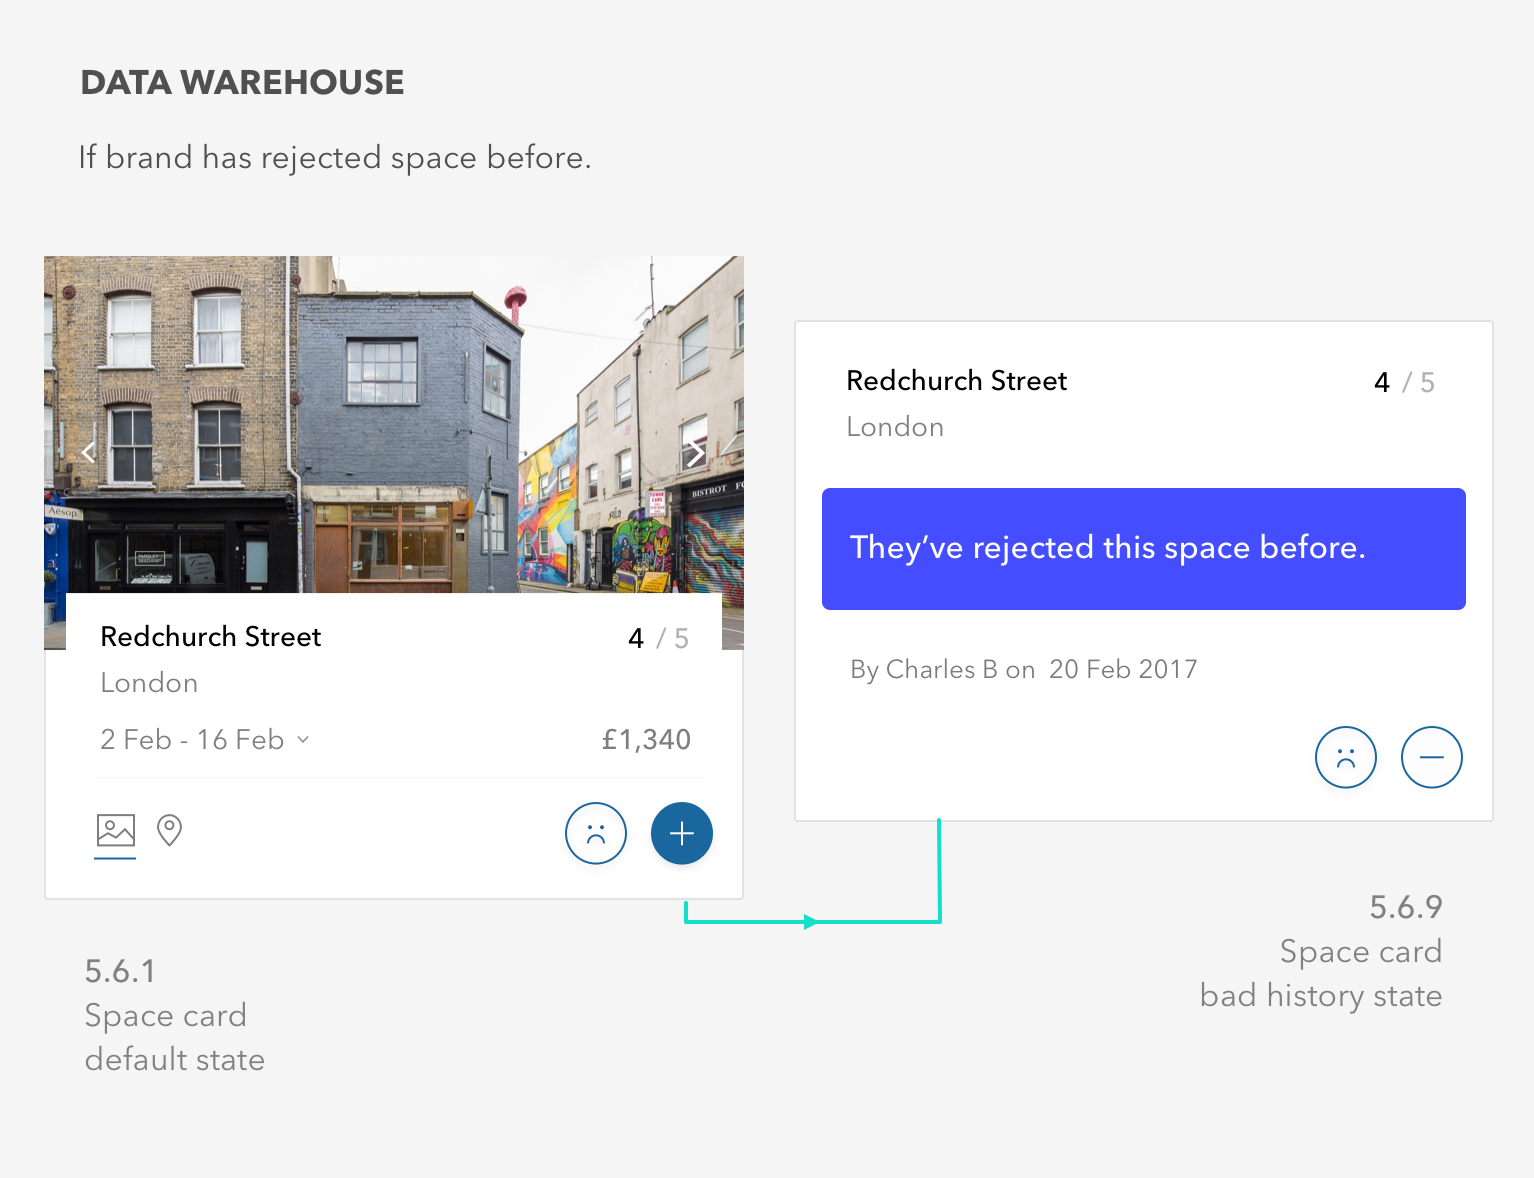 DATA WAREHOUSE
If brand has rejected space before.
Aēsop.
BISTROT
Redchurch Street
4 / 5
London
2 Feb - 16 Feb
£1,340
5.6.1
Space card
default state
Redchurch Street
4 / 5
London
They’ve rejected this space before.
By Charles B on 20 Feb 2017
5.6.9
Space card
bad history state